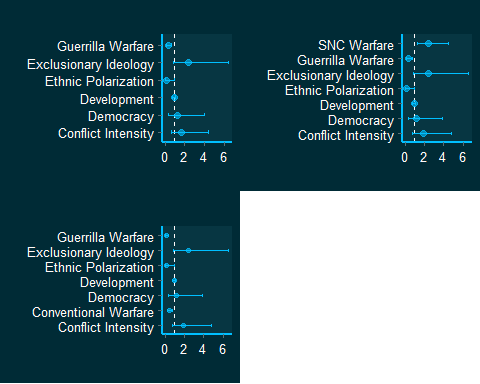 Guerrilla Warfare
Exclusionary Ideology
Ethnic Polarization
Development
Democracy
Conflict Intensity
0 2 4 6
SNC Warfare
Guerrilla Warfare
Exclusionary Ideology
Ethnic Polarization
Development
Democracy
Conflict Intensity
0 2 4 6
Guerrilla Warfare
Exclusionary Ideology
Ethnic Polarization
Development
Democracy
Conventional Warfare
Conflict Intensity
0 2 4 6